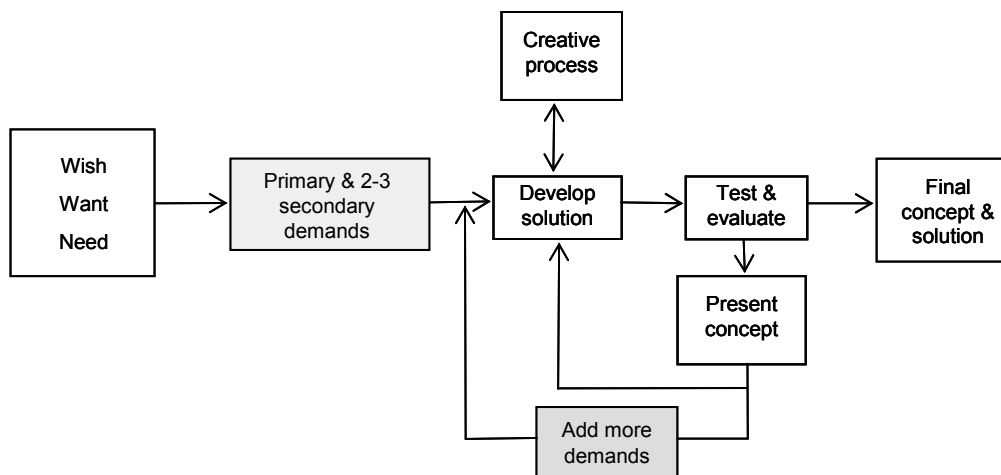 Creative
process
Wish
Want
Need
Primary & 2-3
secondary
demands
Develop
solution
Test &
evaluate
Final
concept &
solution
Present
concept
Add more
demands